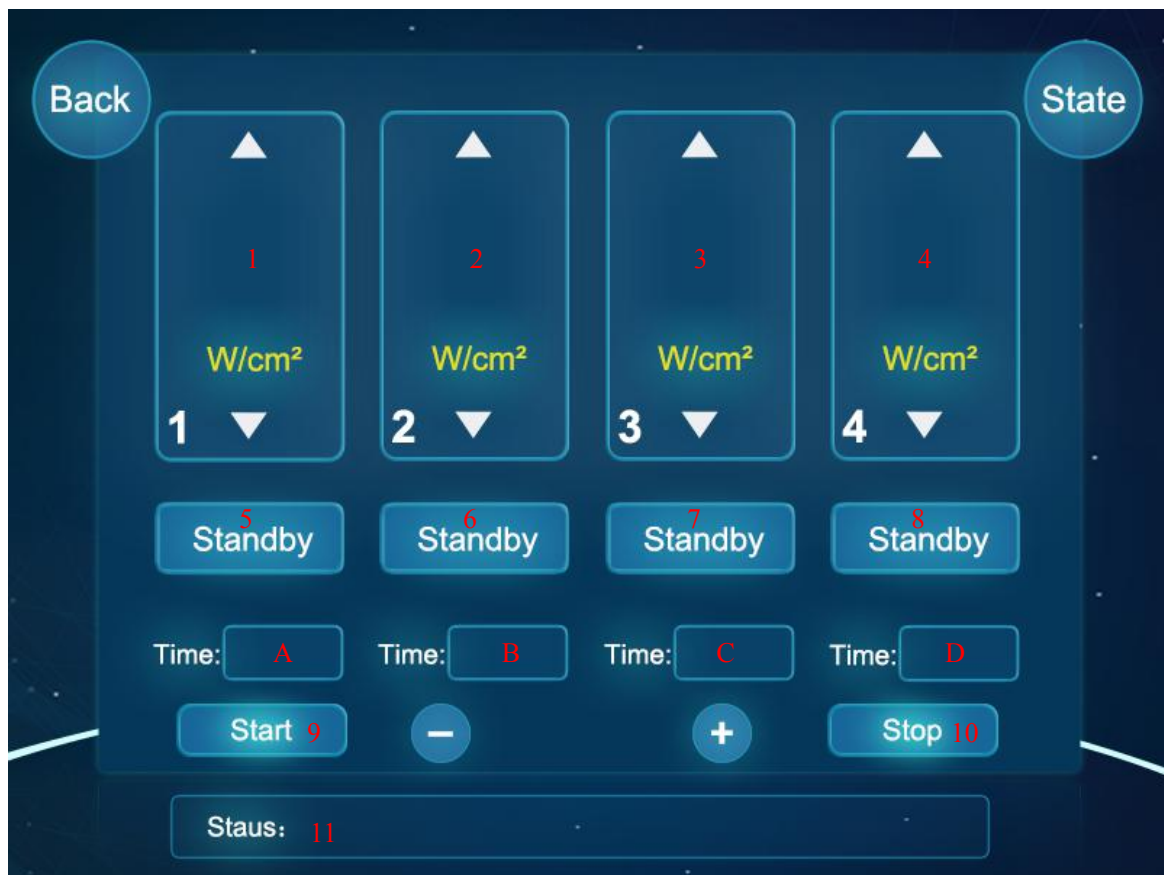 Back
State
1 2 3 4
W/cm² W/cm² W/cm² W/cm²
1 2 3 4
5 6 7 8
Standby Standby Standby Standby
Time: A Time: B Time: C Time: D
Start 9 − + Stop 10
Staus： 11